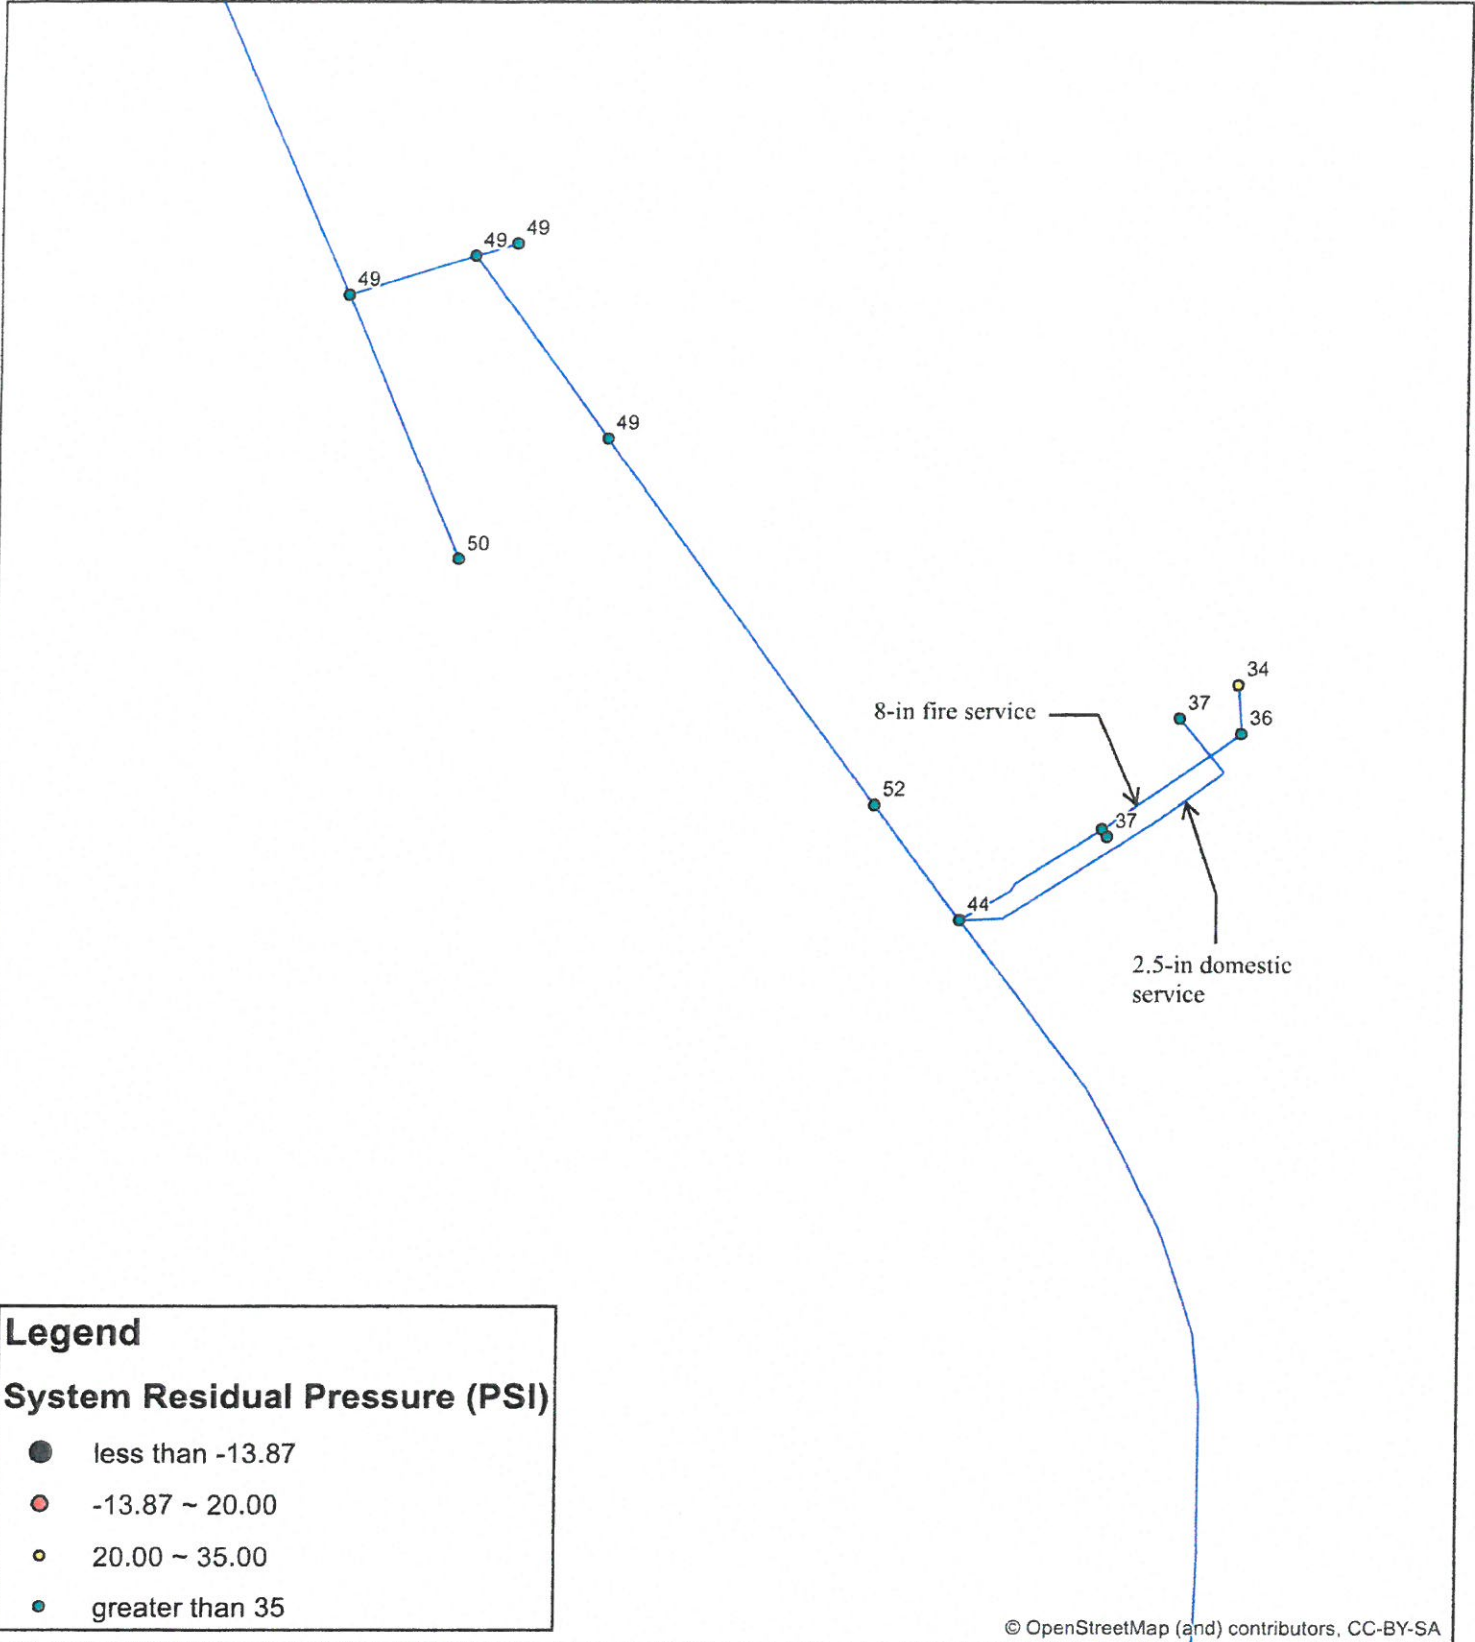 49
49
49
49
50
34
37
8-in fire service
36
52
37
44
2.5-in domestic
service
Legend
System Residual Pressure (PSI)
less than -13.87
-13.87 ~ 20.00
20.00 ~ 35.00
greater than 35
© OpenStreetMap (and) contributors, CC-BY-SA